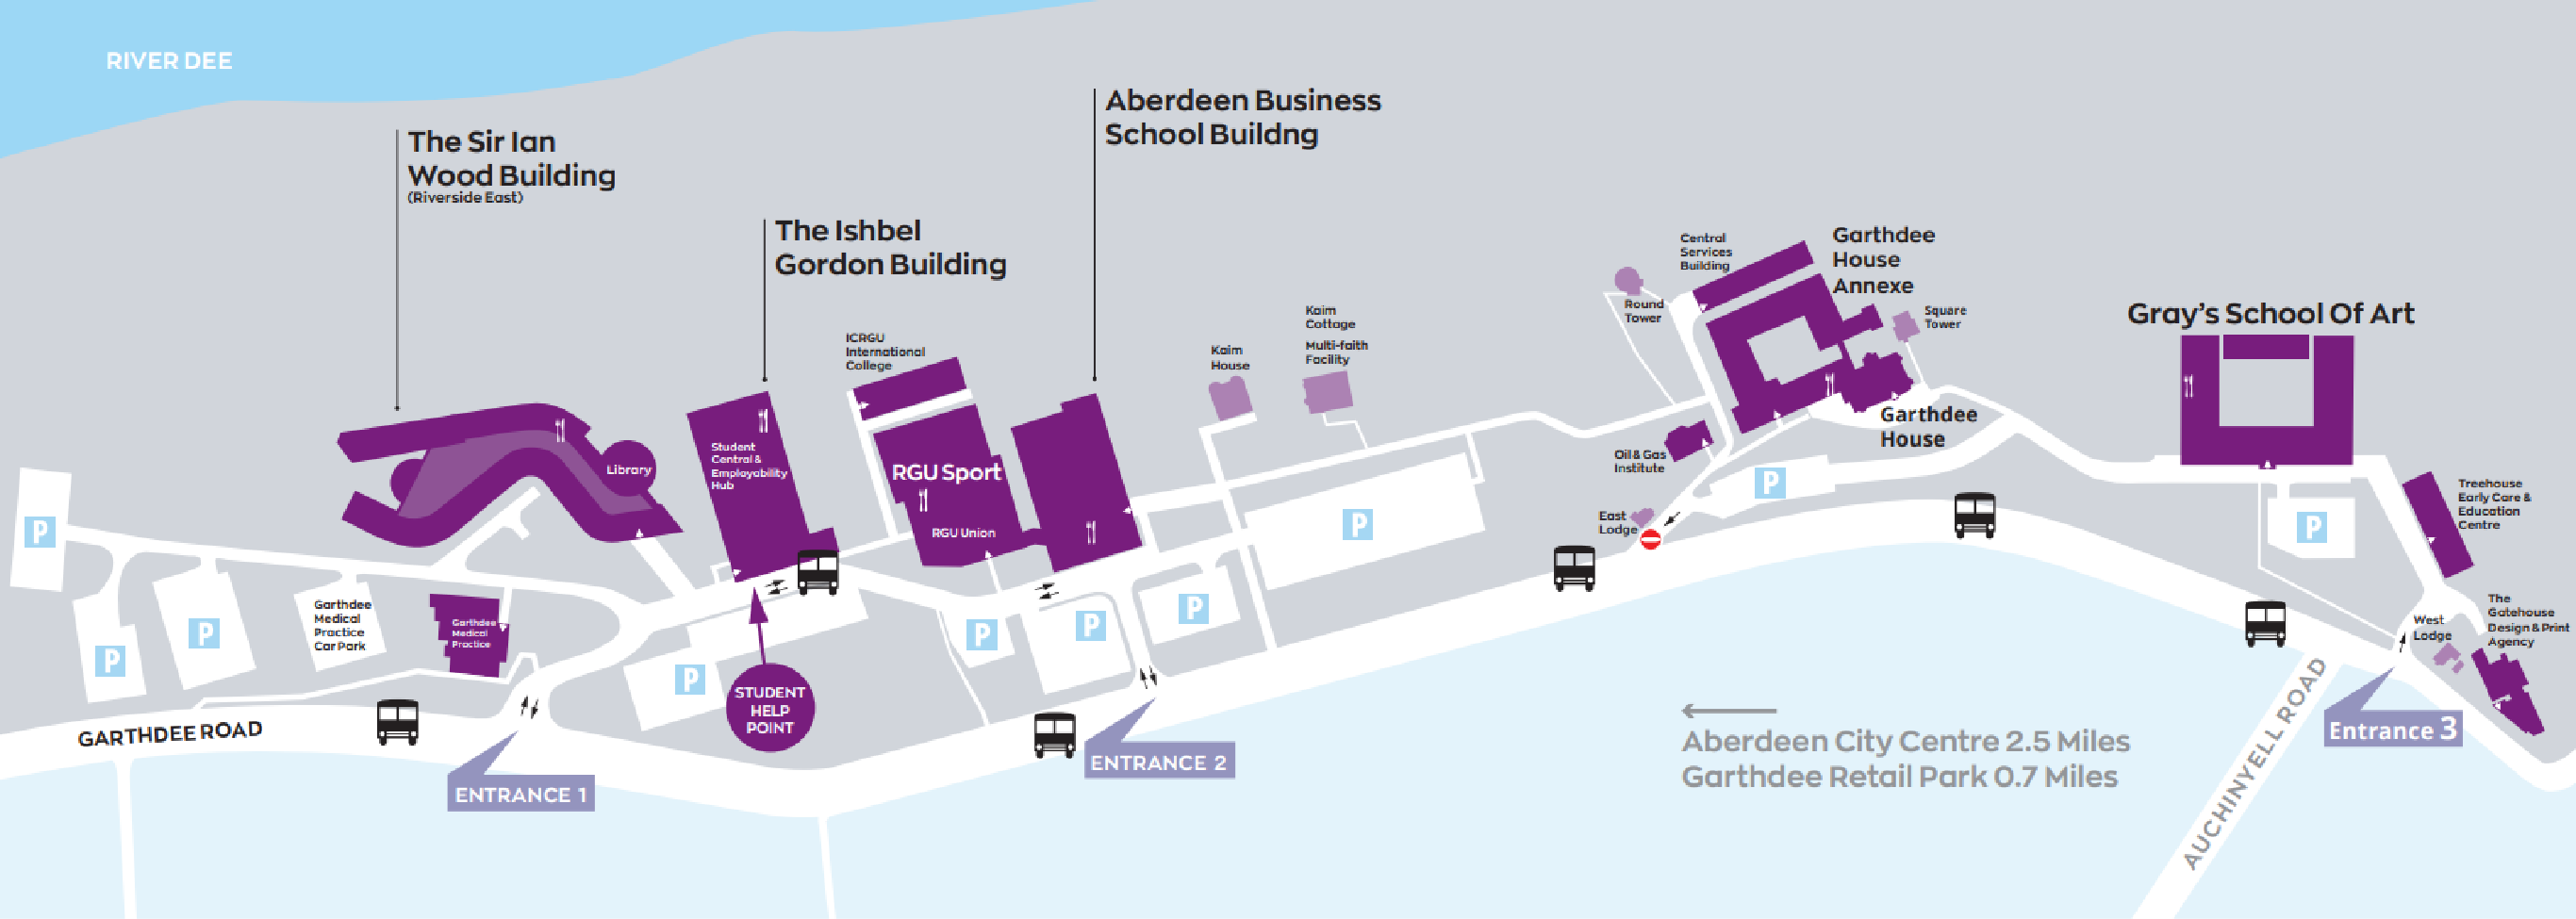 RIVER DEE
The Sir Ian
Wood Building
(Riverside East)
The Ishbel
Gordon Building
Aberdeen Business
School Buildng
ICRGU
International
College
Kaim
House
Kaim
Cottage
Multi-faith
Facility
Round
Tower
Central
Services
Building
Garthdee
House
Annexe
Square
Tower
Gray's School Of Art
Library
Student
Central &
Employability
Hub
RGU Sport
RGU Union
Garthdee
House
Oil & Gas
Institute
East
Lodge
Treehouse
Early Care &
Education
Centre
The
Gatehouse
Design & Print
Agency
West
Lodge
P
P
P
Garthdee
Medical
Practice
Car Park
Garthdee
Medical
Practice
P
P
P
P
P
P
P
STUDENT
HELP
POINT
GARTHDEE ROAD
ENTRANCE 1
ENTRANCE 2
Entrance 3
Aberdeen City Centre 2.5 Miles
Garthdee Retail Park 0.7 Miles
AUCHINYELL ROAD